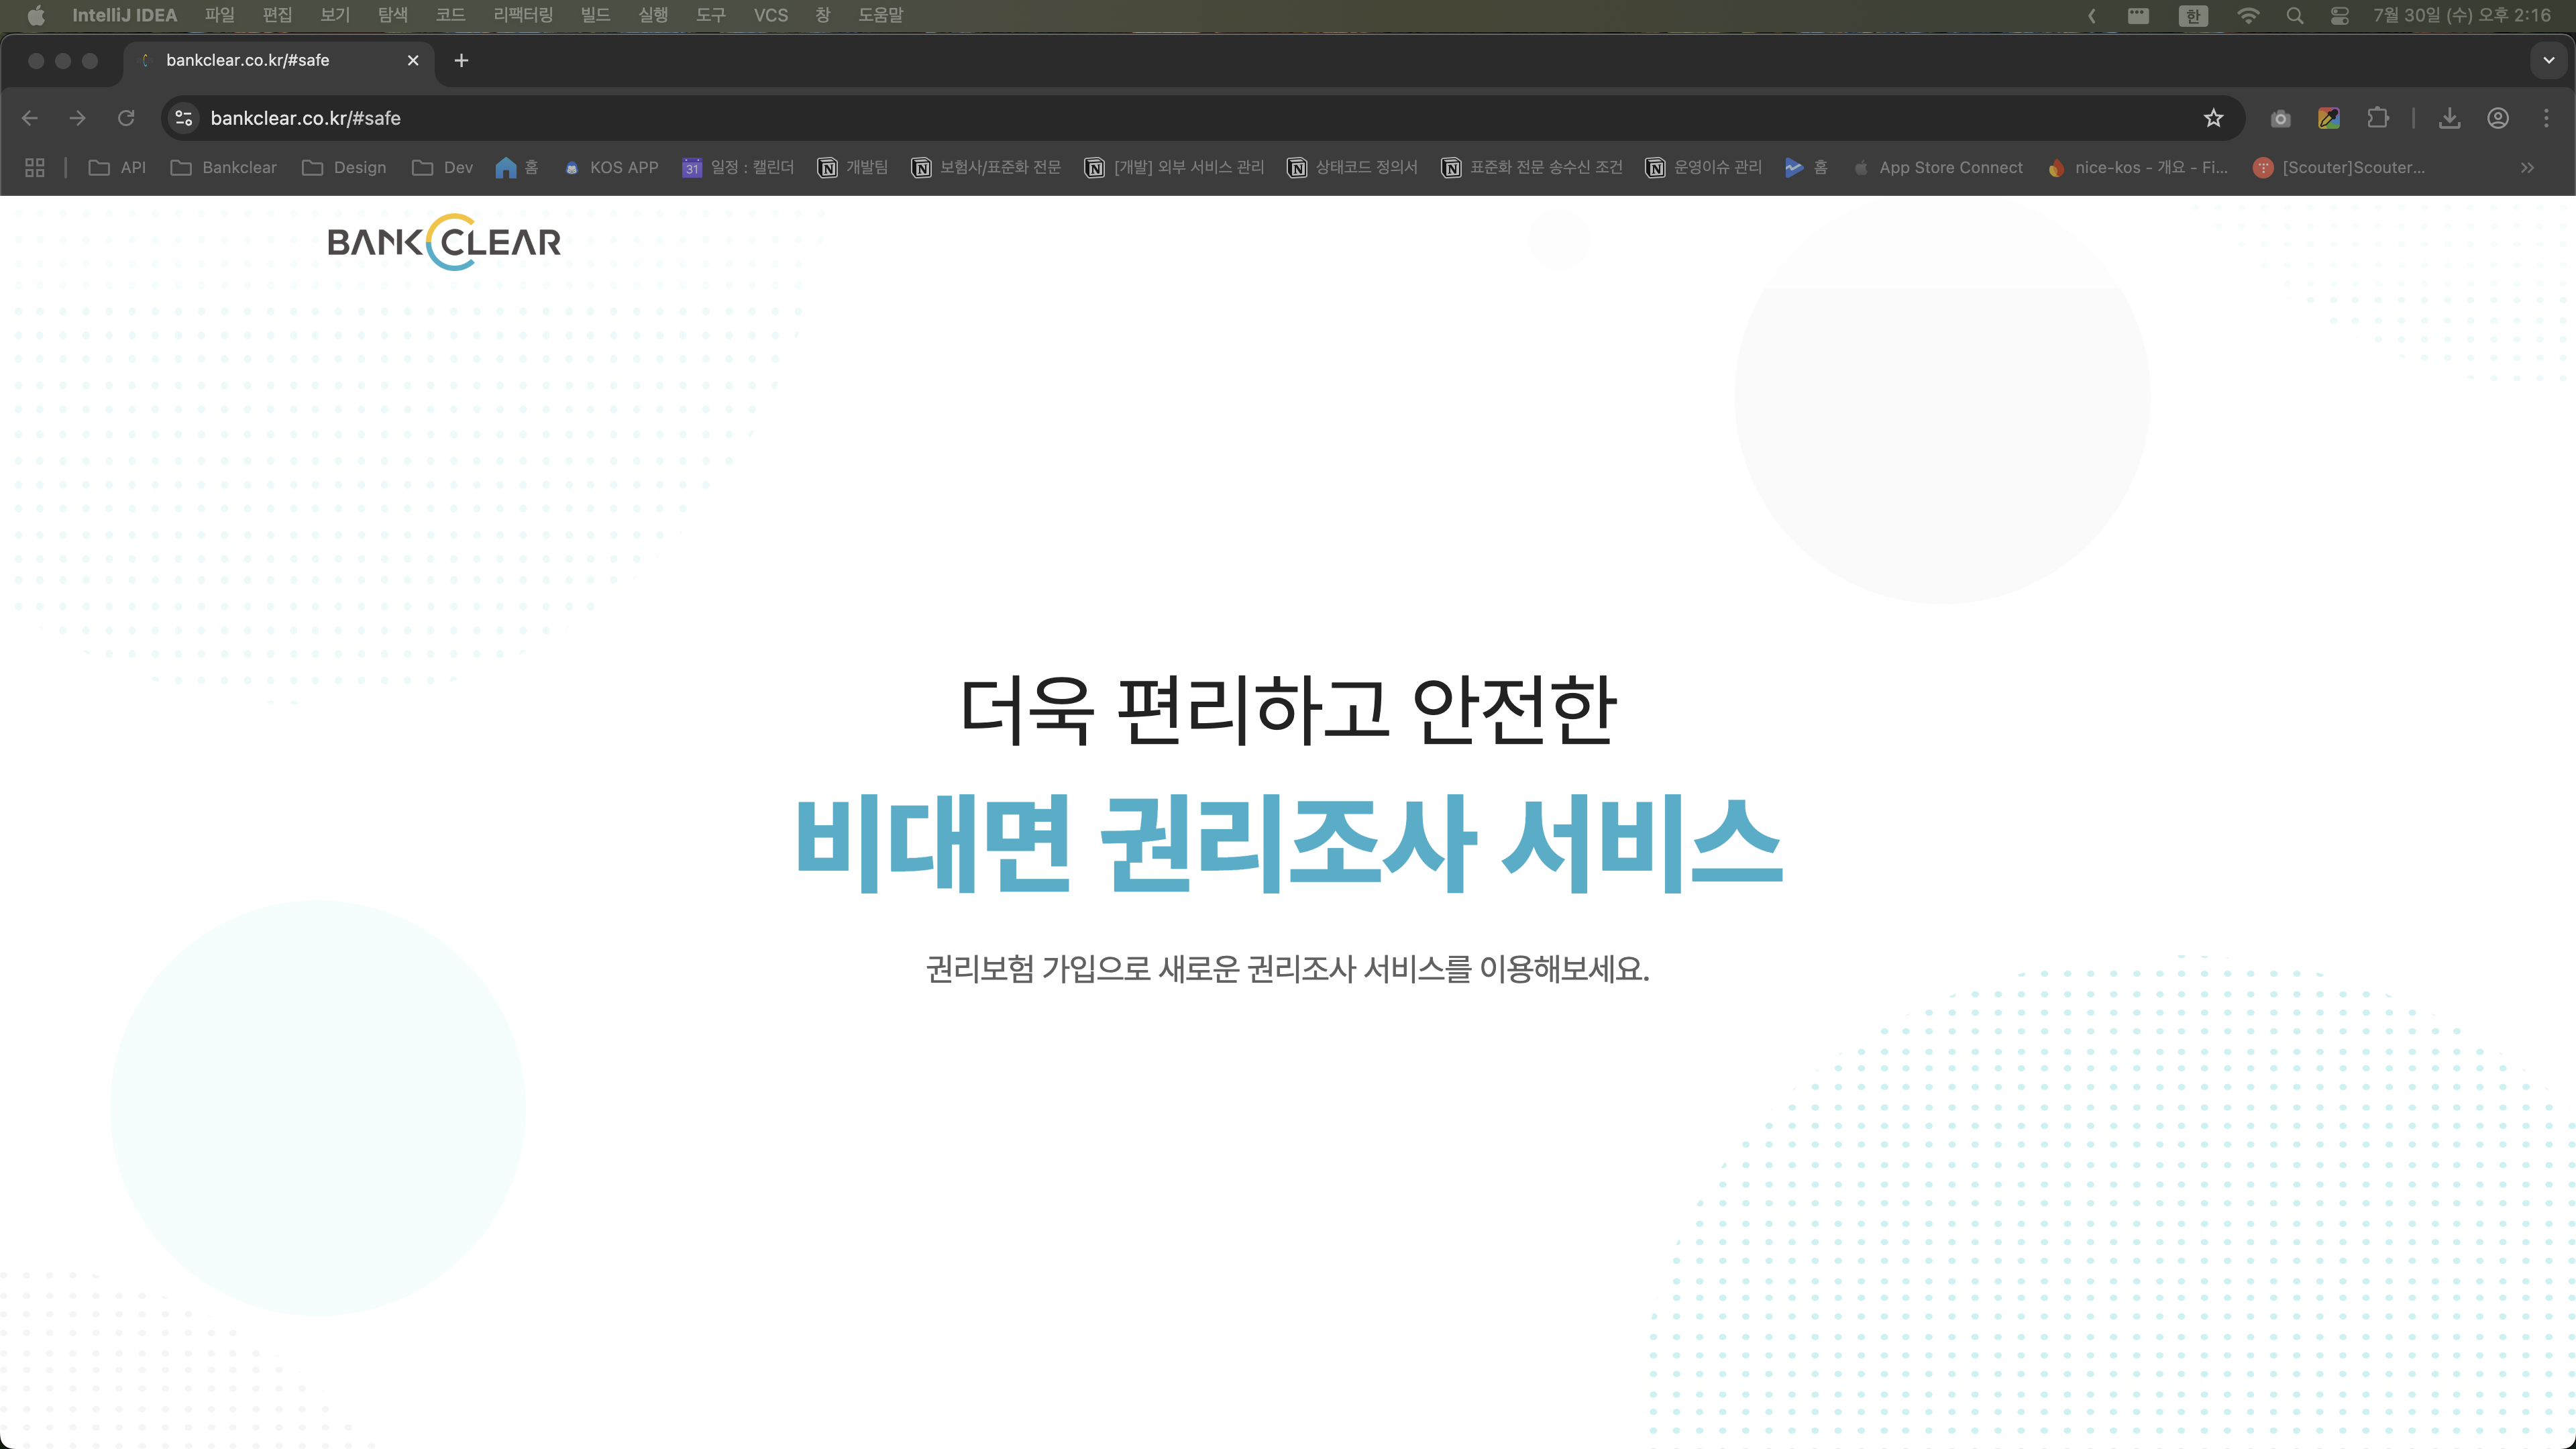 IntelliJ IDEA 파일 편집 보기 탐색 코드 리팩터링 빌드 실행 도구 VCS 창 도움말 한 7월 30일 (수) 오후 2:16
bankclear.co.kr/#safe
bankclear.co.kr/#safe
API Bankclear Design Dev 홈 KOS APP 31 일정 : 캘린더 개발팀 보험사/표준화 전문 [개발] 외부 서비스 관리 상태코드 정의서 표준화 전문 송수신 조건 운영이슈 관리 홈 App Store Connect nice-kos - 개요 - Fi... [Scouter]Scouter...
BANKCLEAR
더욱 편리하고 안전한
비대면 권리조사 서비스
권리보험 가입으로 새로운 권리조사 서비스를 이용해보세요.